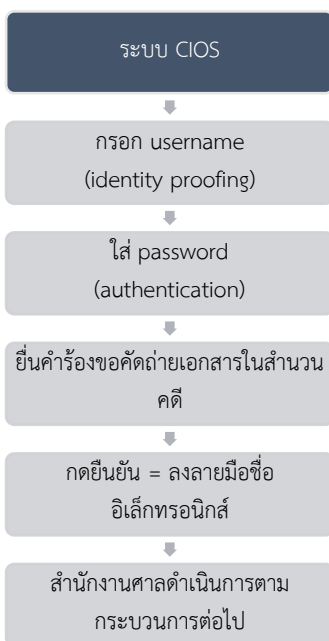 ระบบ CIOS
กรอก username
(identity proofing)
ใส่ password
(authentication)
ยื่นคำร้องขอคัดถ่ายเอกสารในสำนวน
คดี
กดยืนยัน = ลงลายมือชื่อ
อิเล็กทรอนิกส์
สำนักงานศาลดำเนินการตาม
กระบวนการต่อไป